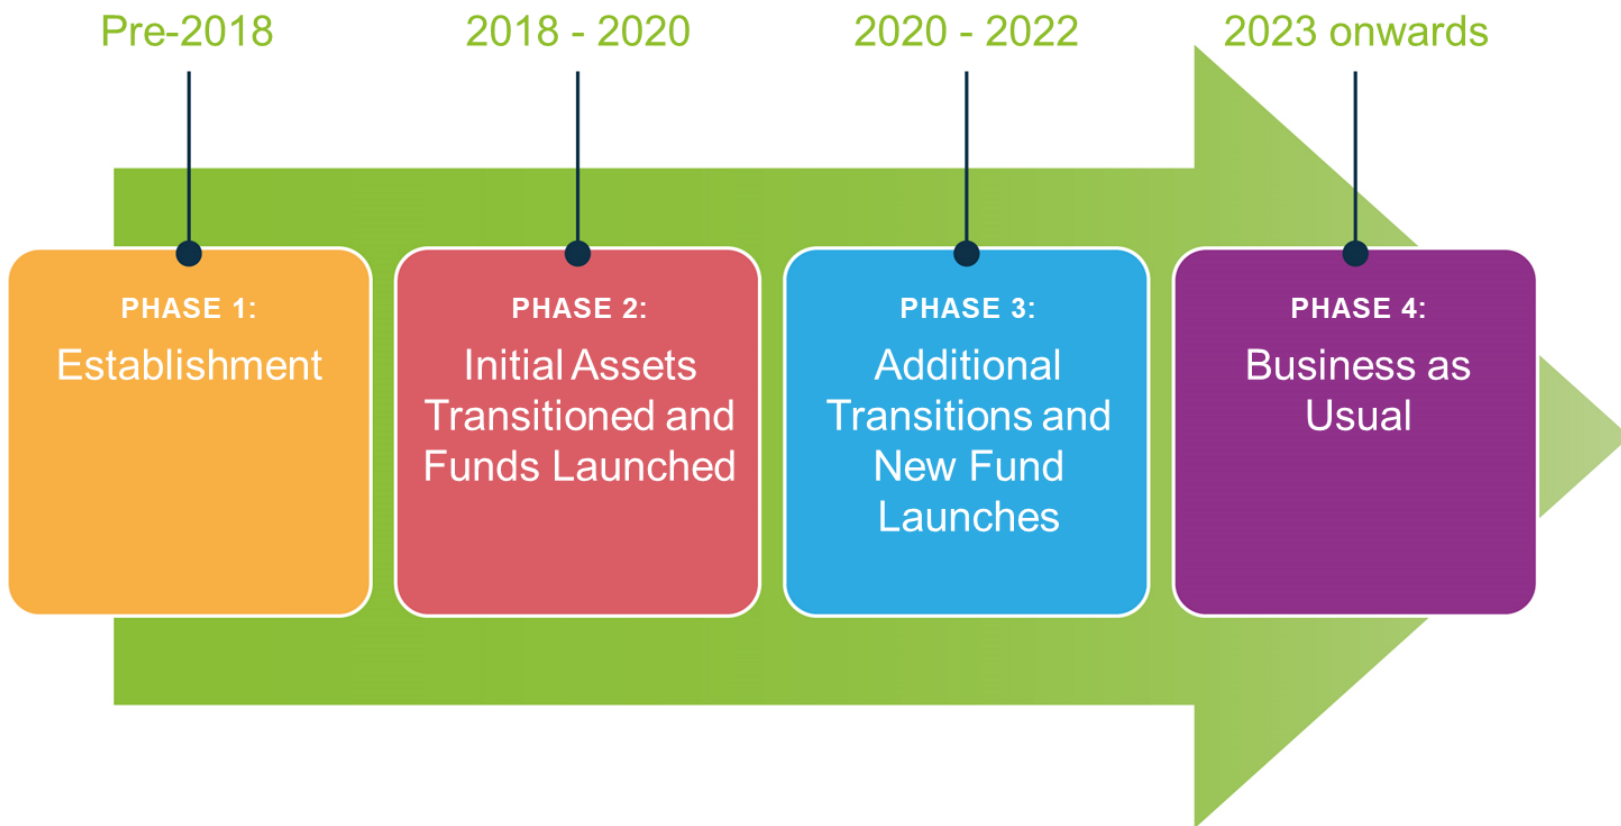 Pre-2018
2018 - 2020
2020 - 2022
2023 onwards
PHASE 1:
Establishment
PHASE 2:
Initial Assets
Transitioned and
Funds Launched
PHASE 3:
Additional
Transitions and
New Fund
Launches
PHASE 4:
Business as
Usual